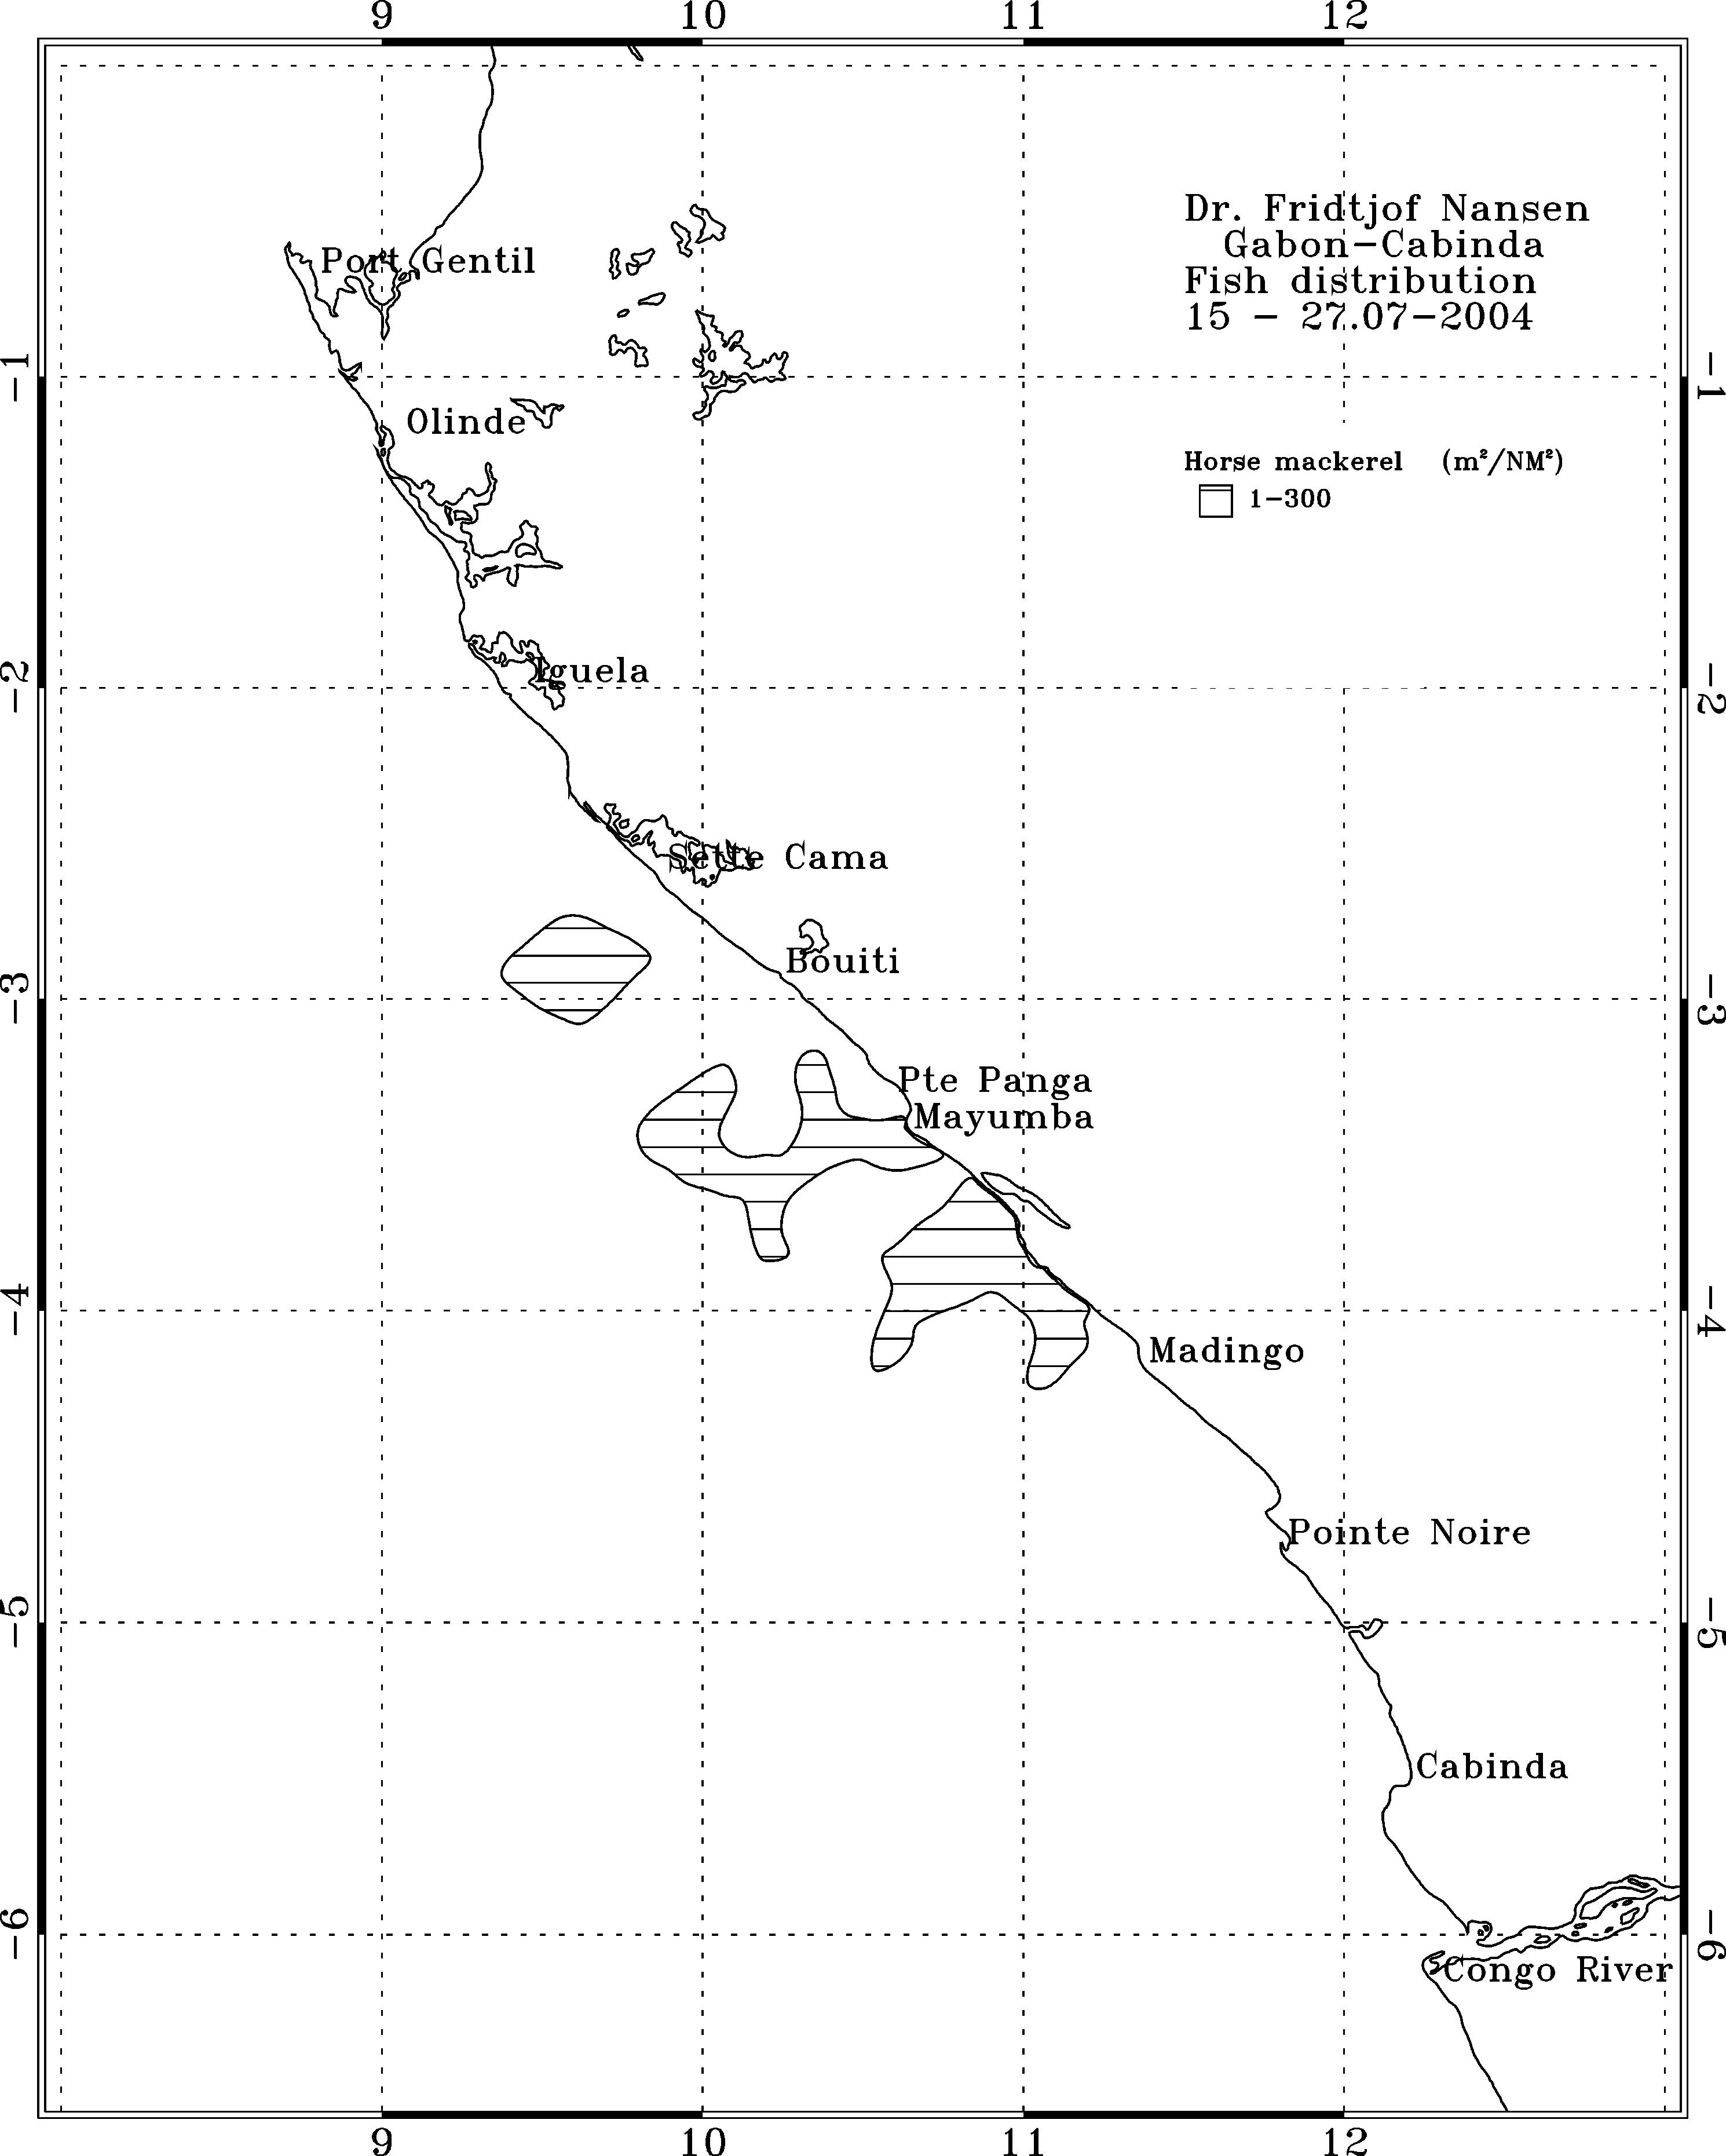 9 10 11 12
Dr. Fridtjof Nansen
Gabon-Cabinda
Fish distribution
15 - 27.07-2004
Port Gentil
-1 -1
Olinde
Horse mackerel (m²/NM²)
1-300
Iguela
-2 -2
Sette Cama
Bouiti
-3 -3
Pte Panga
Mayumba
-4 -4
Madingo
Pointe Noire
-5 -5
Cabinda
-6 -6
Congo River
9 10 11 12